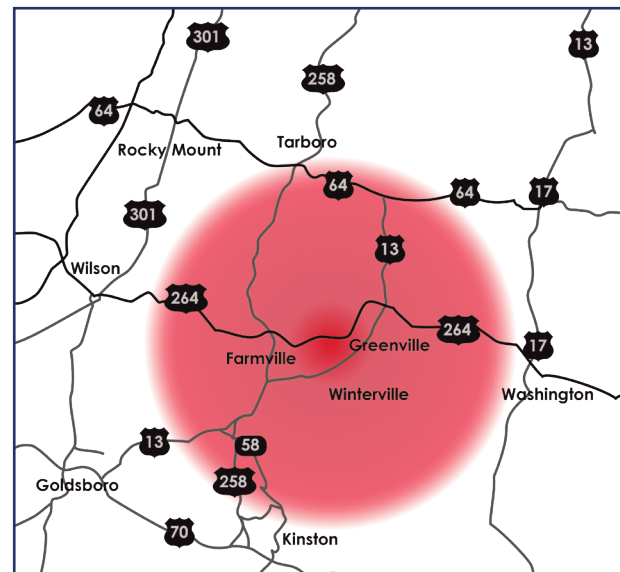 301
13
258
64
Tarboro
Rocky Mount
64
64
17
301
13
Wilson
264
264
Farmville
Greenville
17
Winterville
Washington
13
58
Goldsboro
258
70
Kinston